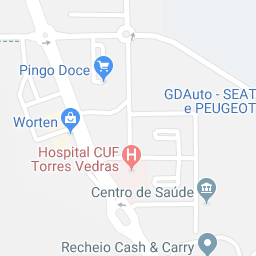 Pingo Doce
GDAuto - SEAT
e PEUGEOT
Worten
Hospital CUF
Torres Vedras
H
Centro de Saúde
Recheio Cash & Carry